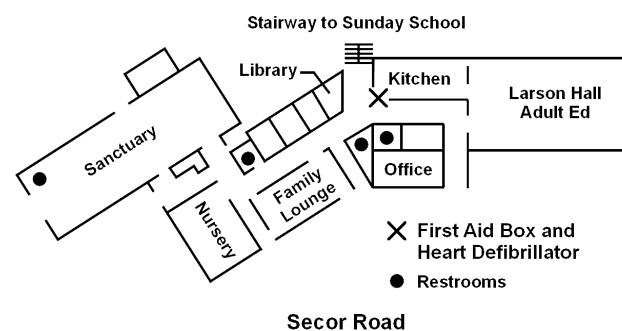 Stairway to Sunday School
Library
Kitchen
Larson Hall
Adult Ed
Sanctuary
Office
Family
Lounge
Nursery
First Aid Box and
Heart Defibrillator
Restrooms
Secor Road